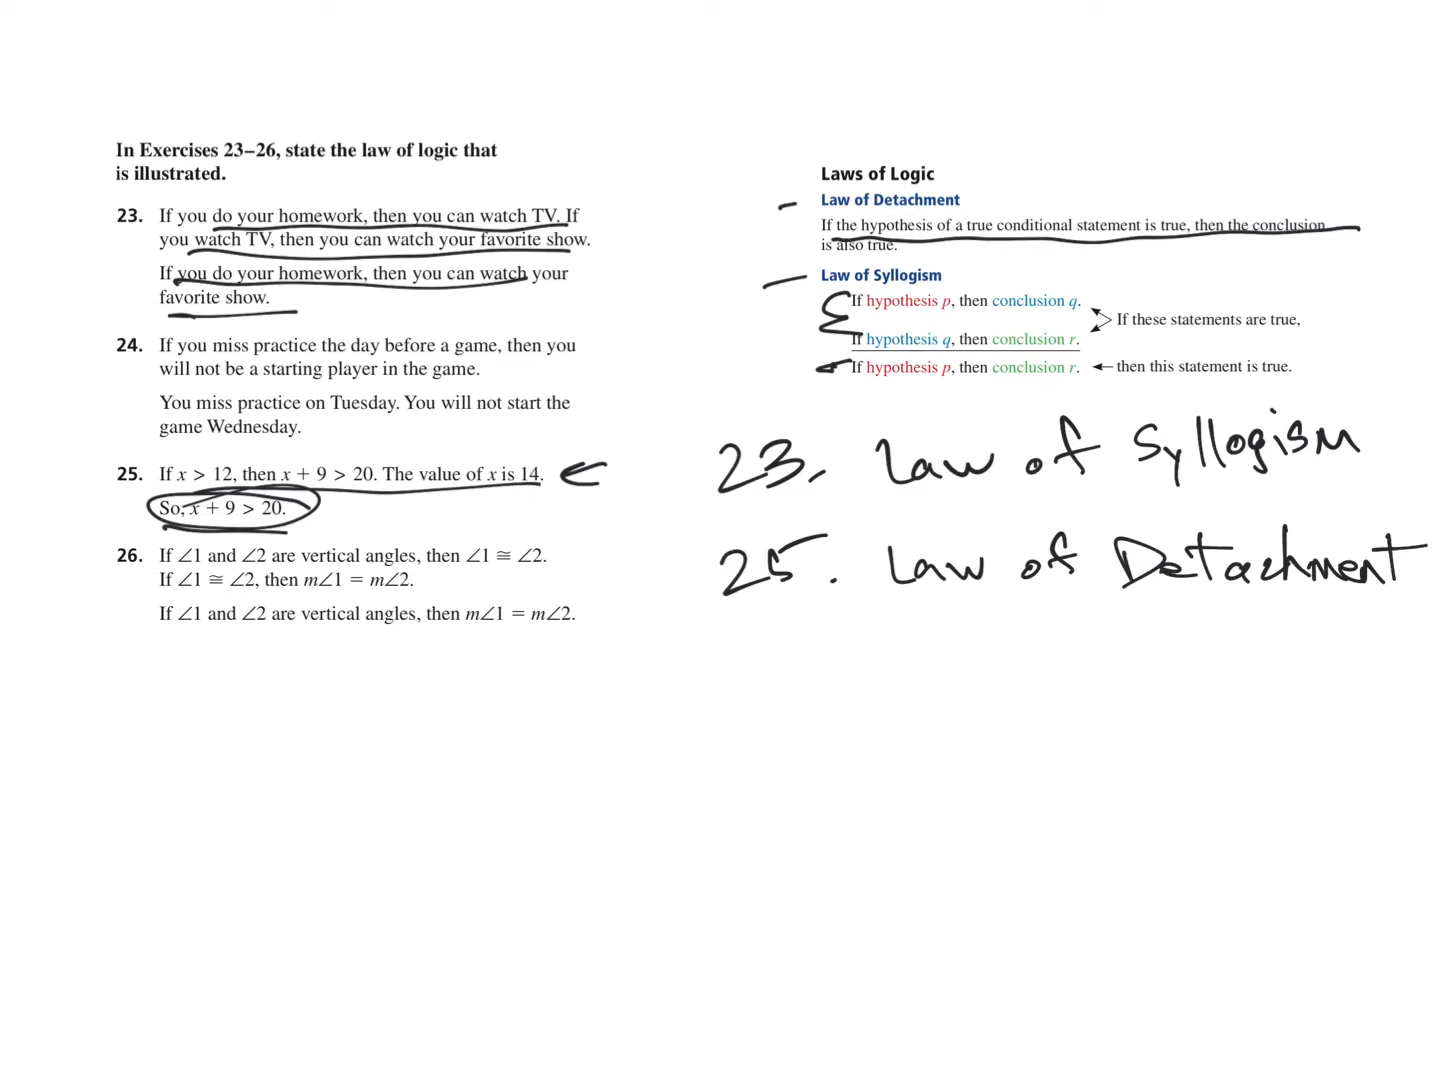 In Exercises 23–26, state the law of logic that
is illustrated.
23. If you do your homework, then you can watch TV. If
you watch TV, then you can watch your favorite show.
If you do your homework, then you can watch your
favorite show.
24. If you miss practice the day before a game, then you
will not be a starting player in the game.
You miss practice on Tuesday. You will not start the
game Wednesday.
25. If x > 12, then x + 9 > 20. The value of x is 14.
So, x + 9 > 20.
26. If ∠1 and ∠2 are vertical angles, then ∠1 ≅ ∠2.
If ∠1 ≅ ∠2, then m∠1 = m∠2.
If ∠1 and ∠2 are vertical angles, then m∠1 = m∠2.
Laws of Logic
Law of Detachment
If the hypothesis of a true conditional statement is true, then the conclusion
is also true.
Law of Syllogism
If hypothesis p, then conclusion q.
If these statements are true,
If hypothesis q, then conclusion r.
If hypothesis p, then conclusion r. ← then this statement is true.
23. Law of Syllogism
25. Law of Detachment